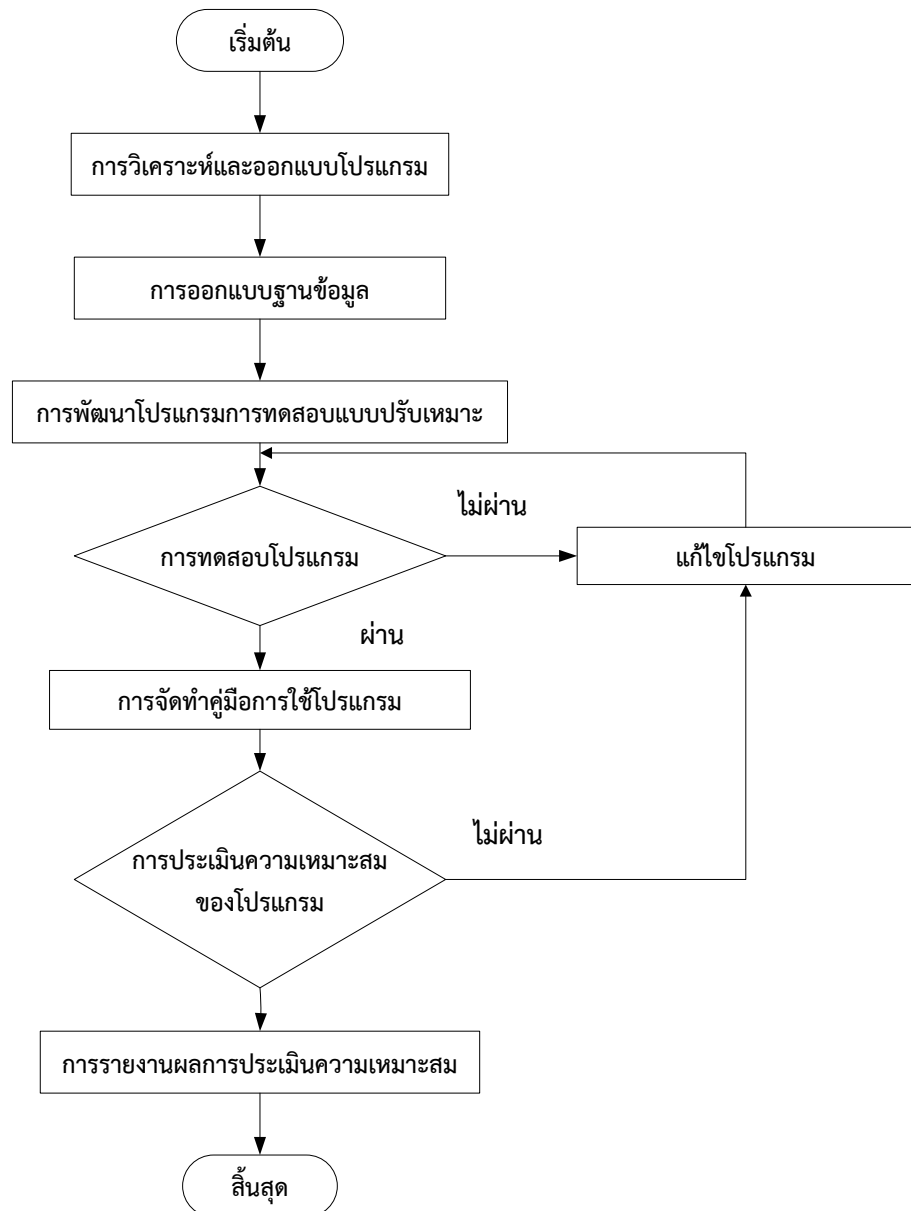 เริ่มต้น
การวิเคราะห์และออกแบบโปรแกรม
การออกแบบฐานข้อมูล
การพัฒนาโปรแกรมการทดสอบแบบปรับเหมาะ
ไม่ผ่าน
การทดสอบโปรแกรม
แก้ไขโปรแกรม
ผ่าน
การจัดทำคู่มือการใช้โปรแกรม
ไม่ผ่าน
การประเมินความเหมาะสม
ของโปรแกรม
การรายงานผลการประเมินความเหมาะสม
สิ้นสุด